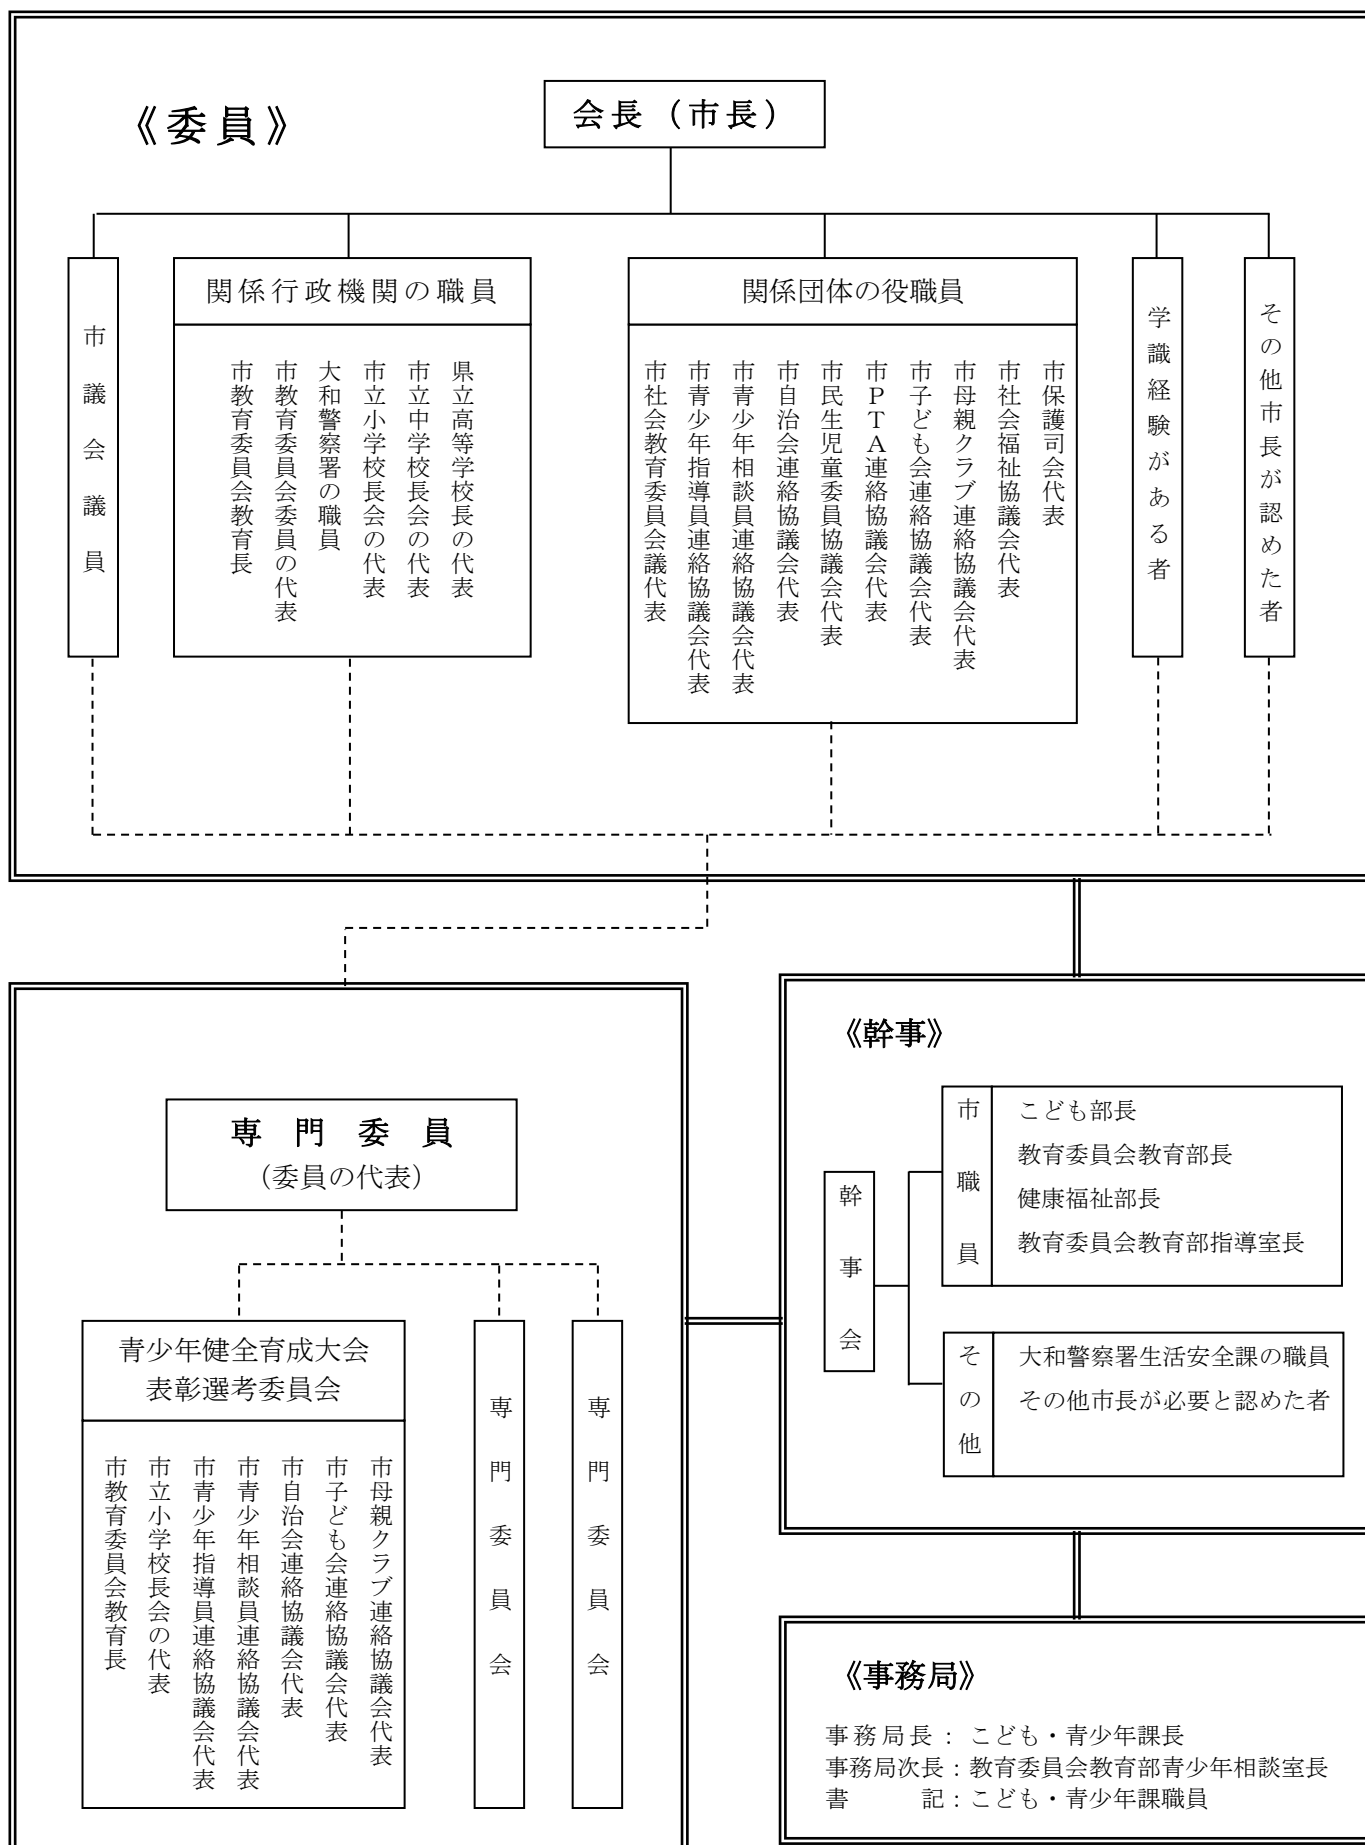 《委員》
会長（市長）
市議会議員
関係行政機関の職員
市教育委員会教育長
市教育委員会委員の代表
大和警察署の職員
市立小学校長会の代表
市立中学校長会の代表
県立高等学校長の代表
関係団体の役職員
市社会教育委員会議代表
市青少年指導員連絡協議会代表
市青少年相談員連絡協議会代表
市自治会連絡協議会代表
市民生児童委員協議会代表
市ＰＴＡ連絡協議会代表
市子ども会連絡協議会代表
市母親クラブ連絡協議会代表
市社会福祉協議会代表
市保護司会代表
学識経験がある者
その他市長が認めた者
専門委員
（委員の代表）
青少年健全育成大会
表彰選考委員会
市教育委員会教育長
市立小学校長会の代表
市青少年指導員連絡協議会代表
市青少年相談員連絡協議会代表
市自治会連絡協議会代表
市子ども会連絡協議会代表
市母親クラブ連絡協議会代表
専門委員会
専門委員会
《幹事》
幹事会
市職員
こども部長
教育委員会教育部長
健康福祉部長
教育委員会教育部指導室長
その他
大和警察署生活安全課の職員
その他市長が必要と認めた者
《事務局》
事務局長：こども・青少年課長
事務局次長：教育委員会教育部青少年相談室長
書　　記：こども・青少年課職員